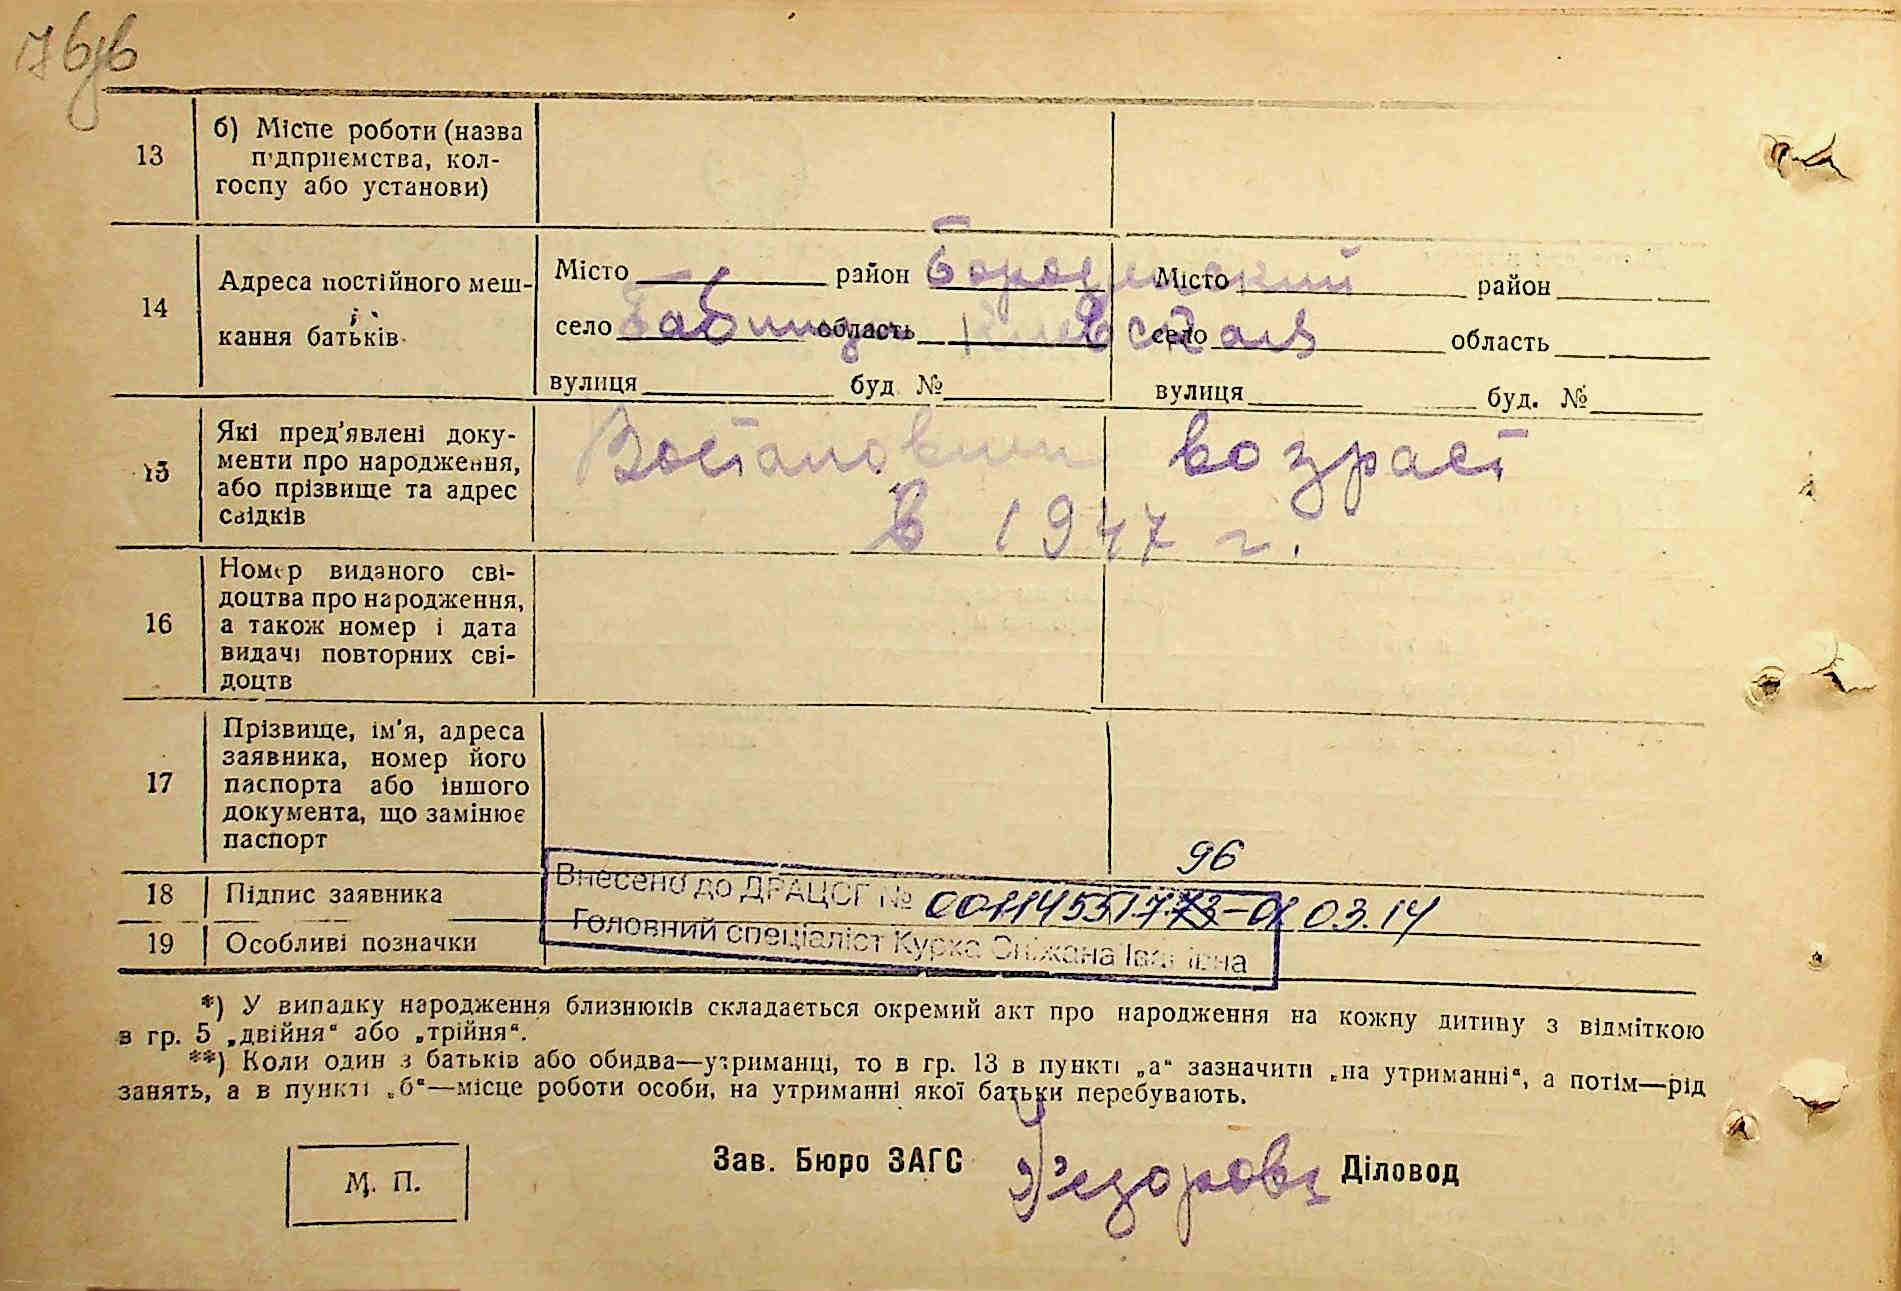 13
б) Місце роботи (назва
підприємства, кол-
госпу або установи)
14
Адреса постійного меш-
кання батьків
Місто район Бородянский Місто район
село Бабинці область Киевская село область
вулиця буд. № вулиця буд. №
15
Які пред'явлені доку-
менти про народження,
або прізвище та адрес
свідків
Востановили возраст
в 1947 г.
16
Номер виданого сві-
доцтва про народження,
а також номер і дата
видачі повторних сві-
доцтв
17
Прізвище, ім'я, адреса
заявника, номер його
паспорта або іншого
документа, що замінює
паспорт
96
18 Підпис заявника
Внесено до ДРАЦСГ № 03.14
19 Особливі позначки
Головний спеціаліст Курка Сніжана Іванівна
*) У випадку народження близнюків складається окремий акт про народження на кожну дитину з відміткою
в гр. 5 „двійня“ або „трійня“.
**) Коли один з батьків або обидва—утриманці, то в гр. 13 в пункті „а“ зазначити „на утриманні“, а потім—рід
занять, а в пункті „б“—місце роботи особи, на утриманні якої батьки перебувають.
М. П.
Зав. Бюро ЗАГС
Діловод